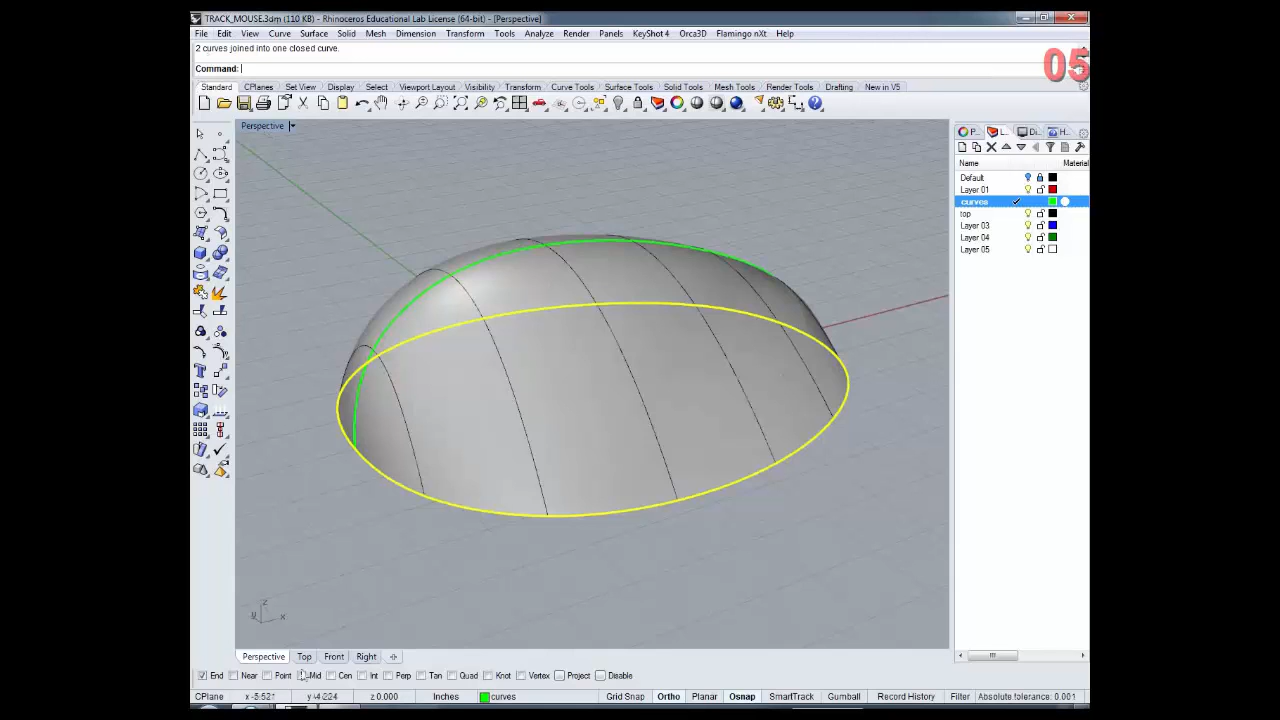 TRACK_MOUSE.3dm (110 KB) - Rhinoceros Educational Lab License (64-bit) - [Perspective]
File Edit View Curve Surface Solid Mesh Dimension Transform Tools Analyze Render Panels KeyShot 4 Orca3D Flamingo nXt Help
2 curves joined into one closed curve.
05
Command:
Standard CPlanes Set View Display Select Viewport Layout Visibility Transform Curve Tools Surface Tools Solid Tools Mesh Tools Render Tools Drafting New in V5
Perspective
P... L... Di... H...
Name Material
Default
Layer 01
curves
top
Layer 03
Layer 04
Layer 05
z
y x
Perspective Top Front Right
End Near Point Mid Cen Int Perp Tan Quad Knot Vertex Project Disable
CPlane x -5.521 y -4.224 z 0.000 Inches curves Grid Snap Ortho Planar Osnap SmartTrack Gumball Record History Filter Absolute tolerance: 0.001